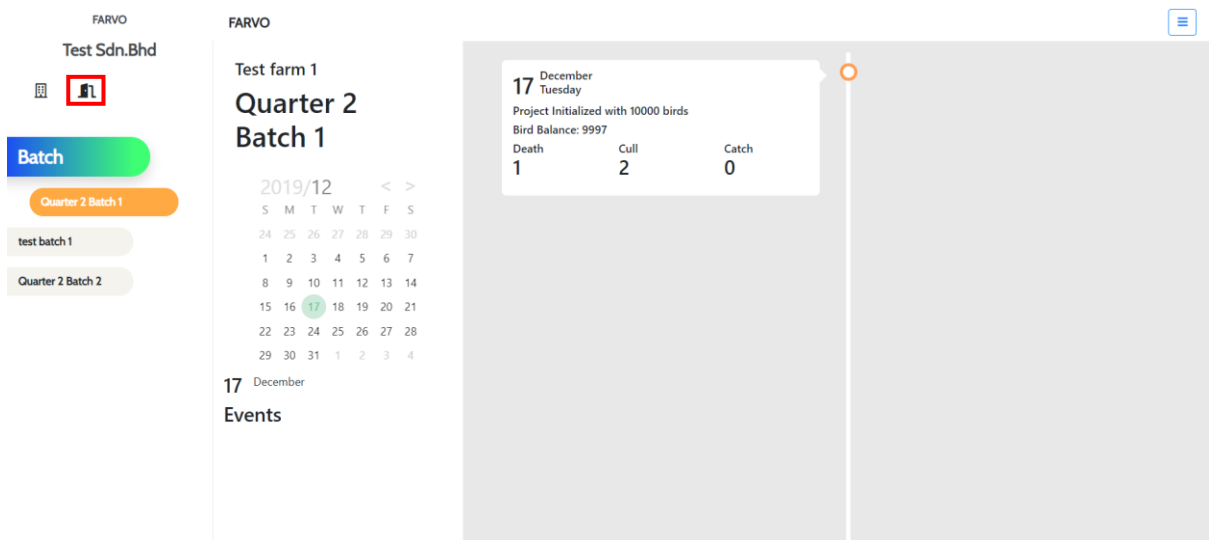 FARVO
Test Sdn.Bhd
Batch
Quarter 2 Batch 1
test batch 1
Quarter 2 Batch 2
FARVO
Test farm 1
Quarter 2
Batch 1
2019/12 < >
S M T W T F S
24 25 26 27 28 29 30
1 2 3 4 5 6 7
8 9 10 11 12 13 14
15 16 17 18 19 20 21
22 23 24 25 26 27 28
29 30 31 1 2 3 4
17 December
Events
17 December
Tuesday
Project Initialized with 10000 birds
Bird Balance: 9997
Death Cull Catch
1 2 0